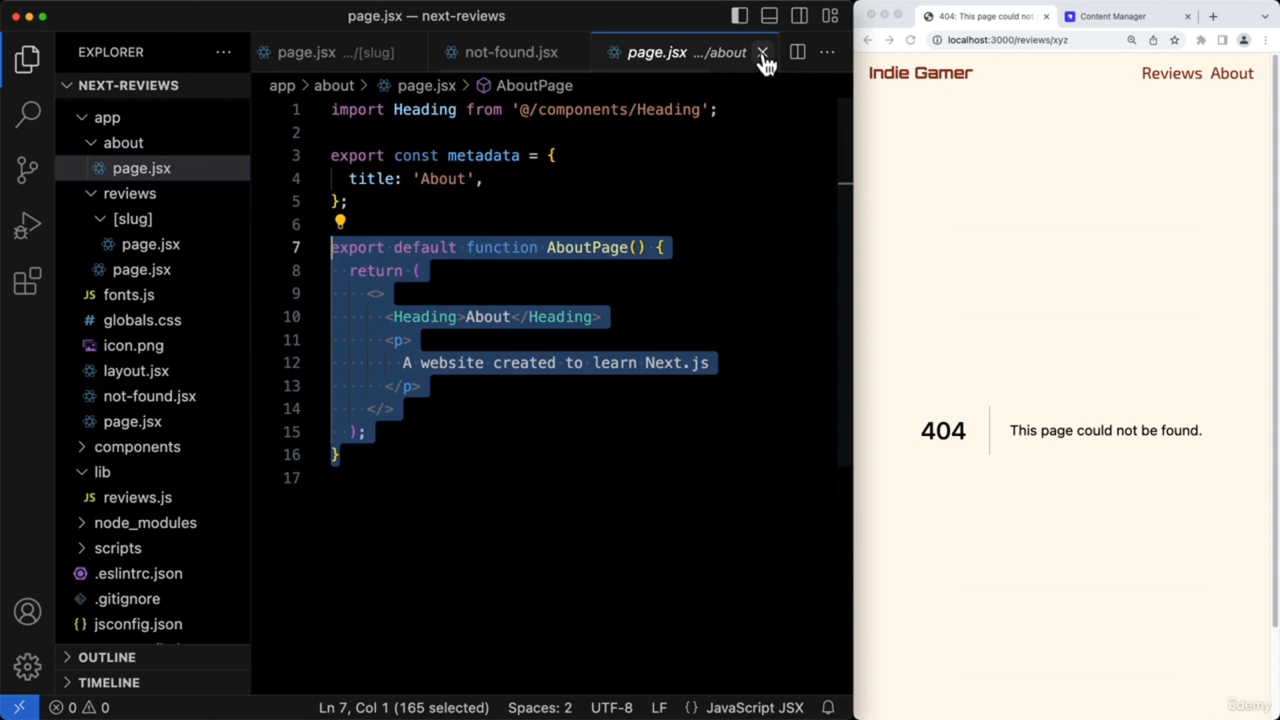 page.jsx — next-reviews
EXPLORER
NEXT-REVIEWS
app
about
page.jsx
reviews
[slug]
page.jsx
page.jsx
fonts.js
globals.css
icon.png
layout.jsx
not-found.jsx
page.jsx
components
lib
reviews.js
node_modules
scripts
.eslintrc.json
.gitignore
jsconfig.json
OUTLINE
TIMELINE
page.jsx .../[slug]
not-found.jsx
page.jsx .../about
app > about > page.jsx > AboutPage
1 import Heading from '@/components/Heading';
2
3 export const metadata = {
4 title: 'About',
5 };
6
7 export default function AboutPage() {
8 return (
9 <>
10 <Heading>About</Heading>
11 <p>
12 A website created to learn Next.js
13 </p>
14 </>
15 );
16 }
17
0 0
Ln 7, Col 1 (165 selected) Spaces: 2 UTF-8 LF {} JavaScript JSX
404: This page could not
Content Manager
localhost:3000/reviews/xyz
Indie Gamer
Reviews About
404
This page could not be found.
ûdemy